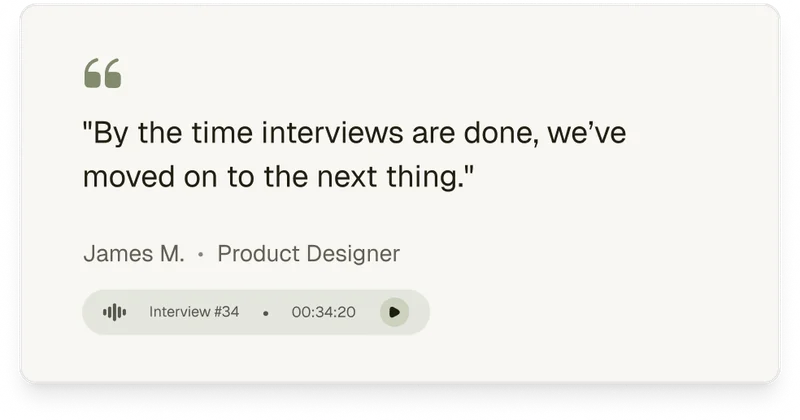 "By the time interviews are done, we’ve
moved on to the next thing."
James M. • Product Designer
Interview #34 • 00:34:20